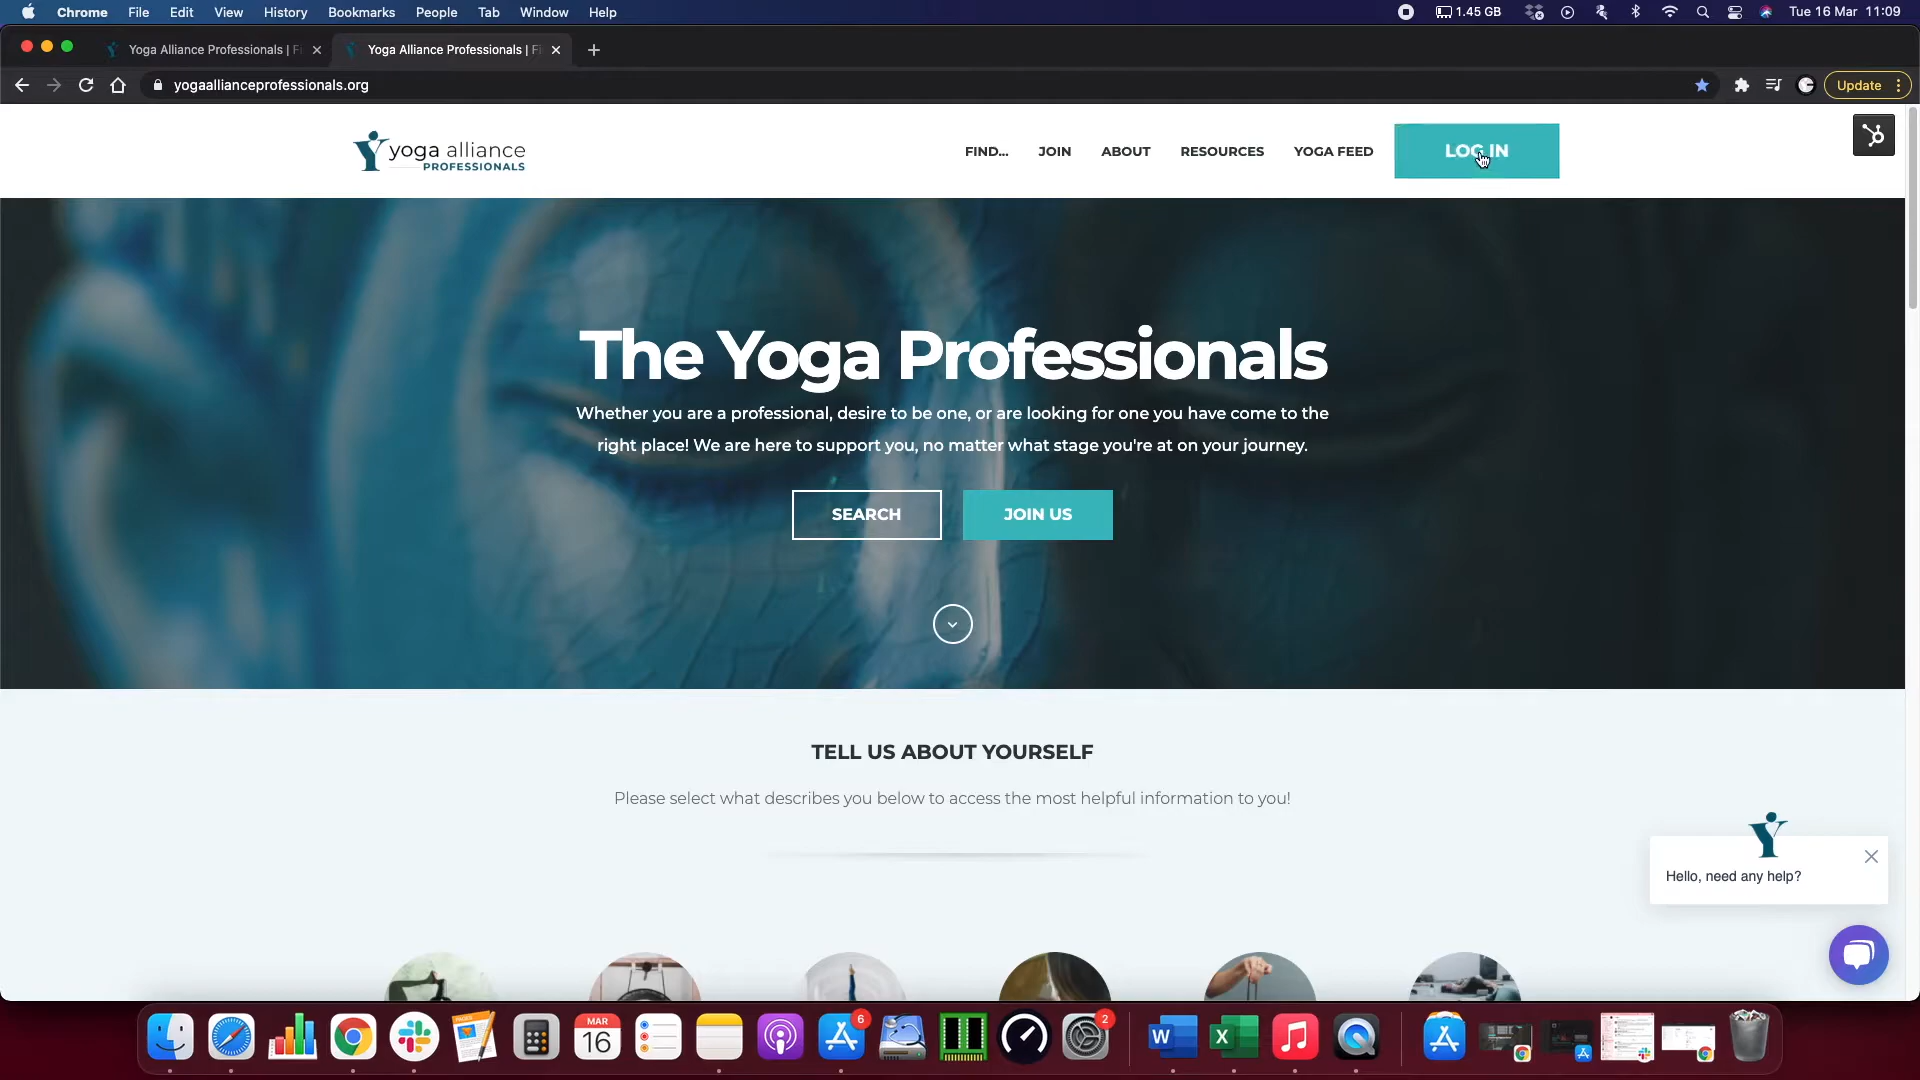 Chrome File Edit View History Bookmarks People Tab Window Help 1.45 GB Tue 16 Mar 11:09
Yoga Alliance Professionals | Fi Yoga Alliance Professionals | Fi
yogaallianceprofessionals.org Update
yoga alliance
PROFESSIONALS
FIND... JOIN ABOUT RESOURCES YOGA FEED LOG IN
The Yoga Professionals
Whether you are a professional, desire to be one, or are looking for one you have come to the
right place! We are here to support you, no matter what stage you're at on your journey.
SEARCH JOIN US
TELL US ABOUT YOURSELF
Please select what describes you below to access the most helpful information to you!
Hello, need any help?
MAR
16
6
2
W
X